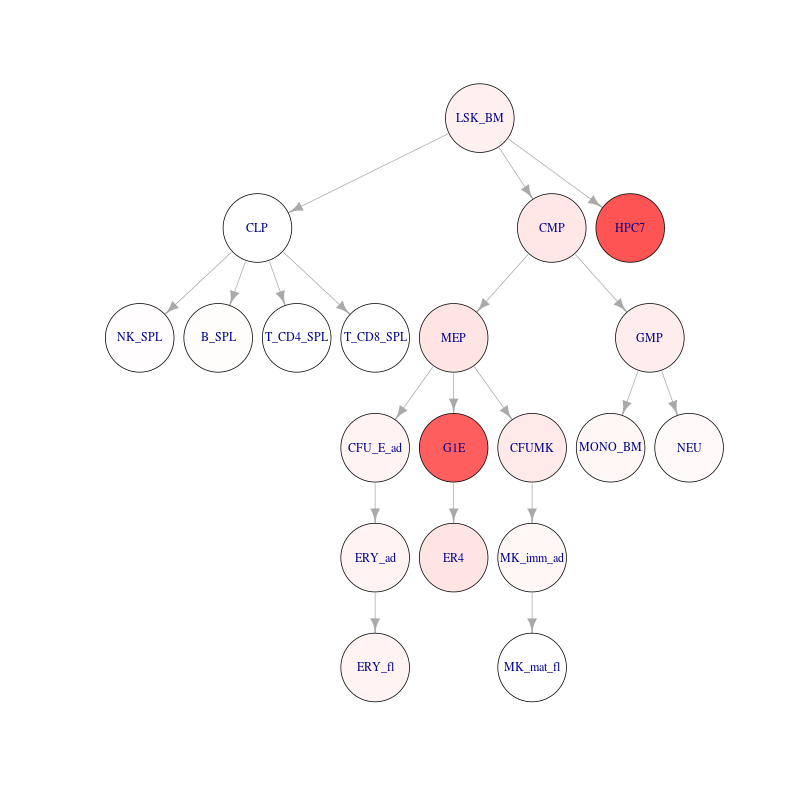 LSK_BM
CLP
CMP
HPC7
NK_SPL
B_SPL
T_CD4_SPL
T_CD8_SPL
MEP
GMP
CFU_E_ad
G1E
CFUMK
MONO_BM
NEU
ERY_ad
ER4
MK_imm_ad
ERY_fl
MK_mat_fl